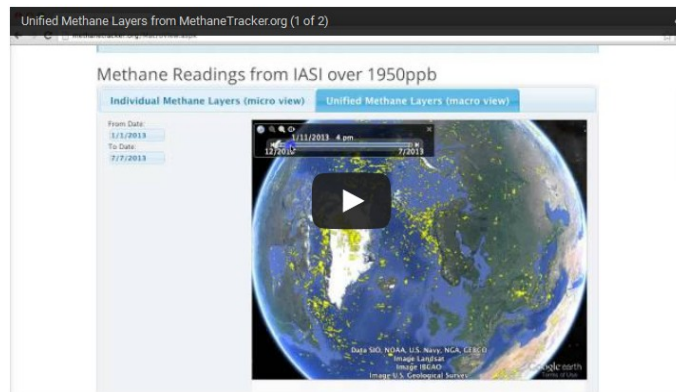 Unified Methane Layers from MethaneTracker.org (1 of 2)
Methane Readings from IASI over 1950ppb
Individual Methane Layers (micro view)
Unified Methane Layers (macro view)
From Date:
1/1/2013
To Date:
7/7/2013
1/11/2013 4 pm
7/2013
Data SIO, NOAA, U.S. Navy, NGA, GEBCO
Image Landsat
Image IBCAO
Image U.S. Geological Survey
Google earth
Terms of Use